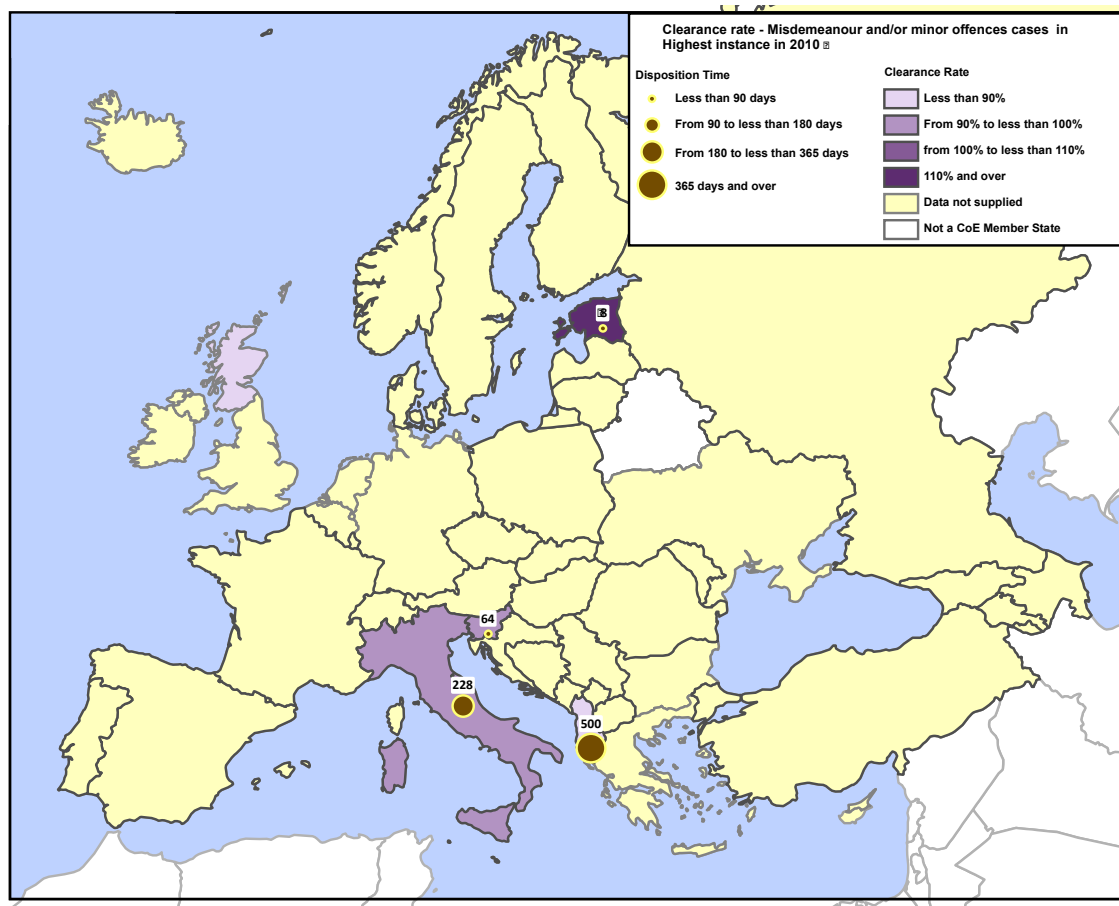 Clearance rate - Misdemeanour and/or minor offences cases in
Highest instance in 2010
Disposition Time
Less than 90 days
From 90 to less than 180 days
From 180 to less than 365 days
365 days and over
Clearance Rate
Less than 90%
From 90% to less than 100%
from 100% to less than 110%
110% and over
Data not supplied
Not a CoE Member State
8
64
228
500